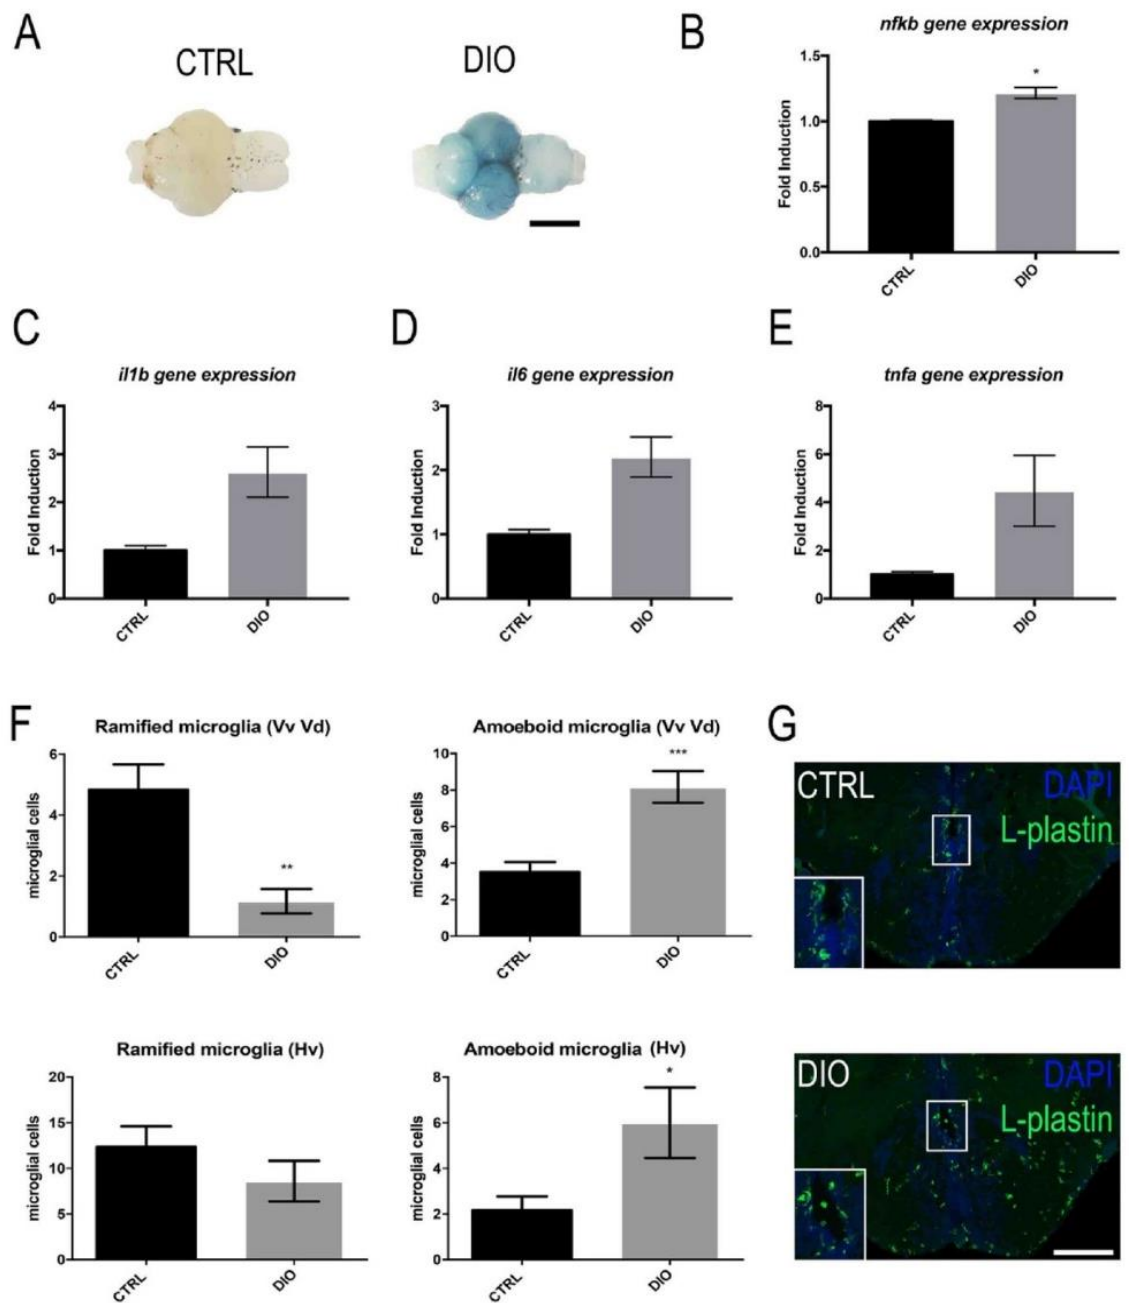 A
CTRL
DIO
B
nfkb gene expression
Fold Induction
1.5
1.0
0.5
0.0
*
CTRL
DIO
C
il1b gene expression
Fold Induction
4
3
2
1
0
CTRL
DIO
D
il6 gene expression
Fold Induction
3
2
1
0
CTRL
DIO
E
tnfa gene expression
Fold Induction
8
6
4
2
0
CTRL
DIO
F
Ramified microglia (Vv Vd)
microglial cells
6
4
2
0
**
CTRL
DIO
Amoeboid microglia (Vv Vd)
microglial cells
10
8
6
4
2
0
***
CTRL
DIO
Ramified microglia (Hv)
microglial cells
20
15
10
5
0
CTRL
DIO
Amoeboid microglia (Hv)
microglial cells
8
6
4
2
0
*
CTRL
DIO
G
CTRL
DAPI
L-plastin
DIO
DAPI
L-plastin